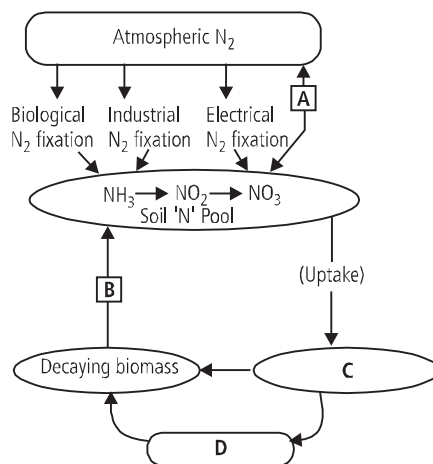 Atmospheric N₂
A
Biological Industrial Electrical
N₂ fixation N₂ fixation N₂ fixation
NH₃ NO₂ NO₃
Soil 'N' Pool
(Uptake)
B
Decaying biomass
C
D